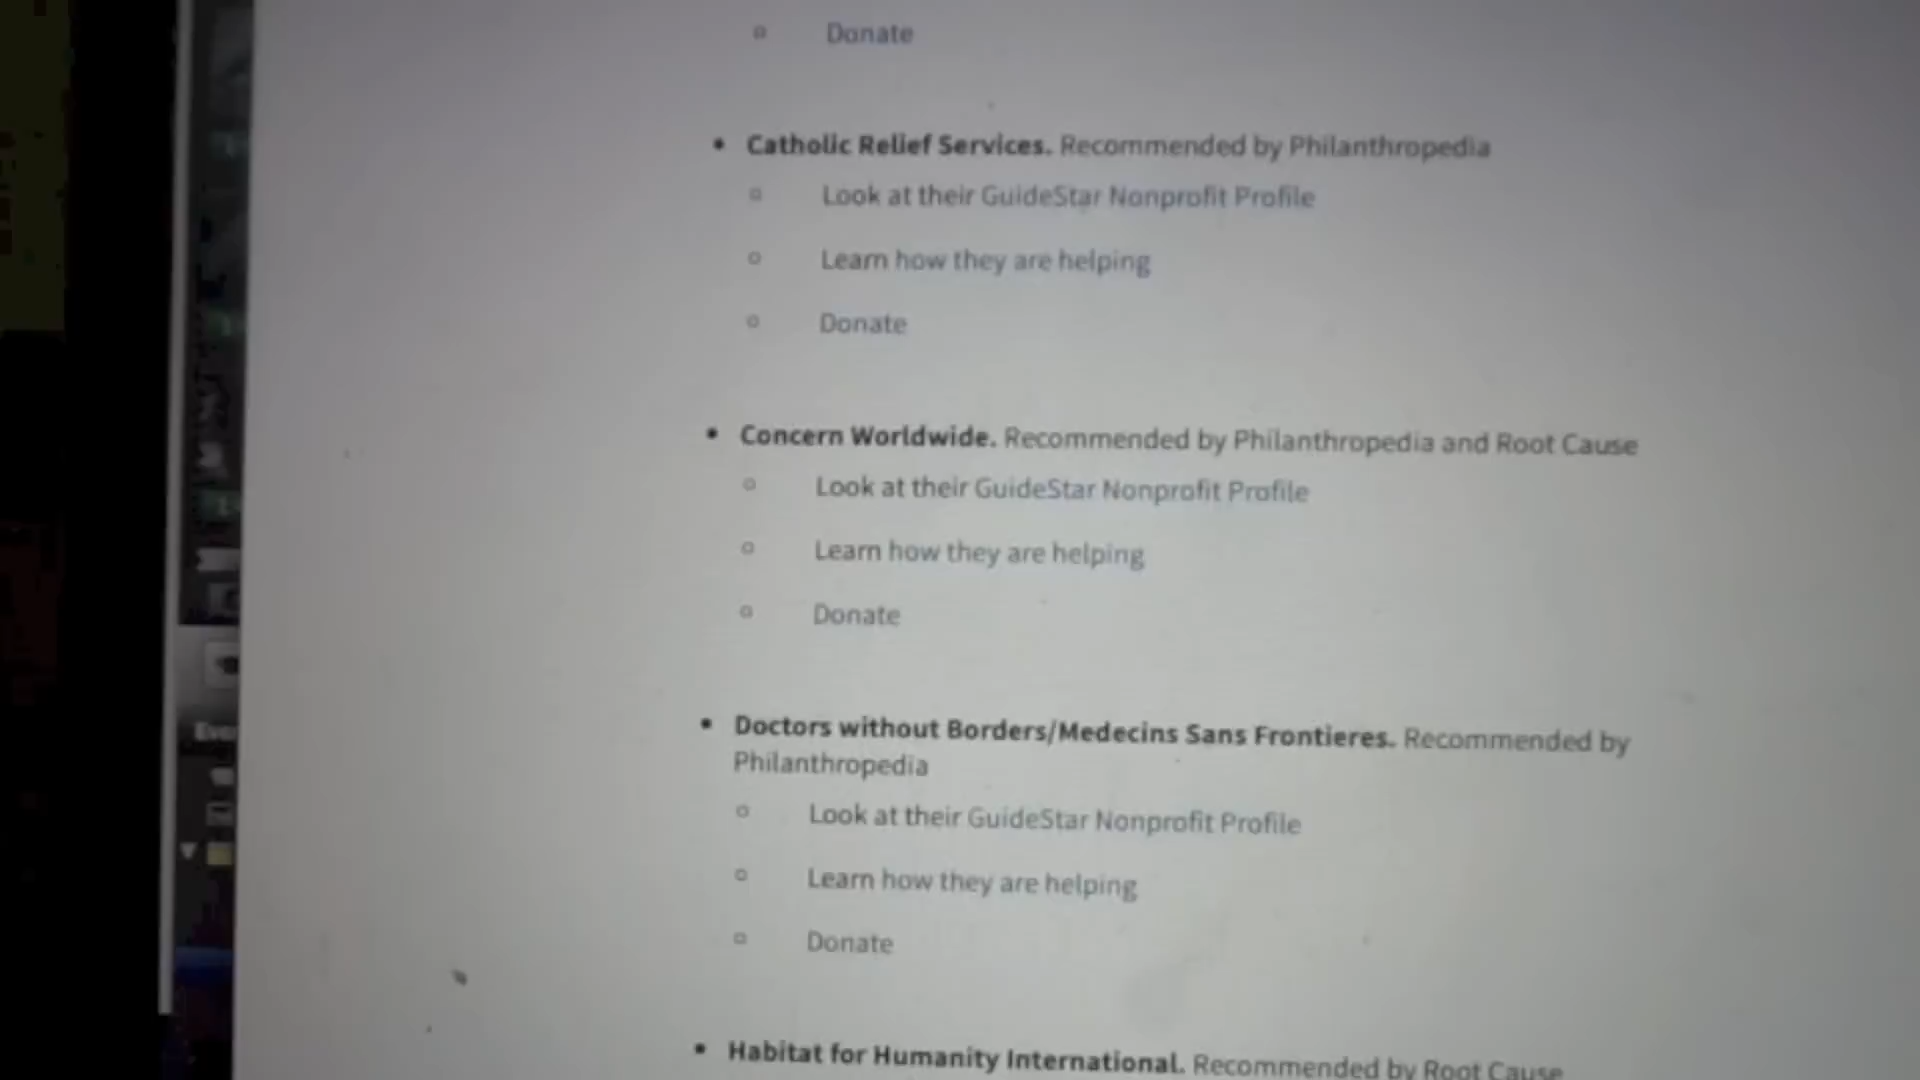 Donate
Catholic Relief Services. Recommended by Philanthropedia
Look at their GuideStar Nonprofit Profile
Learn how they are helping
Donate
Concern Worldwide. Recommended by Philanthropedia and Root Cause
Look at their GuideStar Nonprofit Profile
Learn how they are helping
Donate
Doctors without Borders/Medecins Sans Frontieres. Recommended by
Philanthropedia
Look at their GuideStar Nonprofit Profile
Learn how they are helping
Donate
Habitat for Humanity International. Recommended by Root Cause